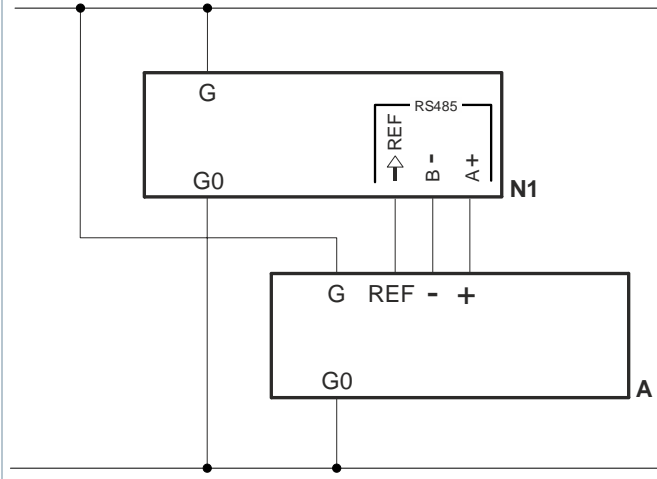 G
RS485
REF
B -
A +
G0
N1
G REF - +
G0
A